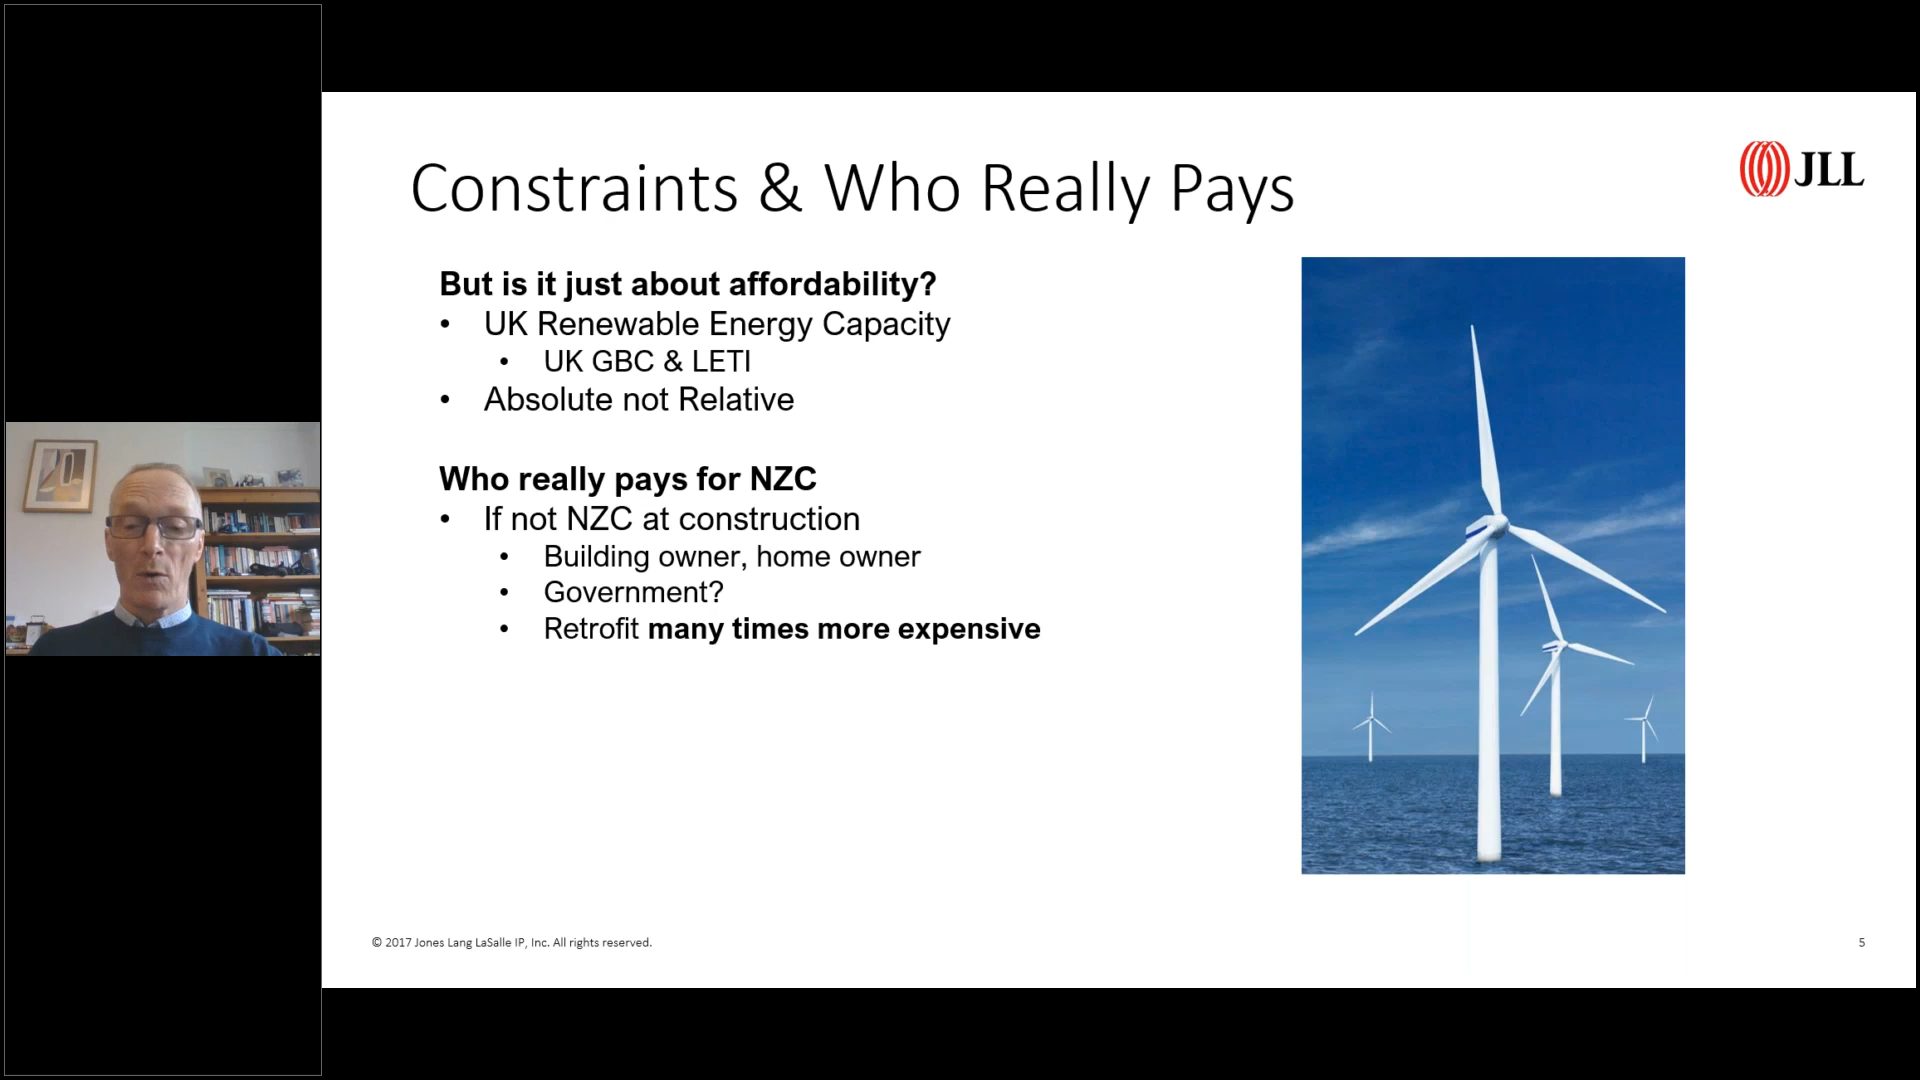 Constraints & Who Really Pays
JLL
But is it just about affordability?
• UK Renewable Energy Capacity
• UK GBC & LETI
• Absolute not Relative
Who really pays for NZC
• If not NZC at construction
• Building owner, home owner
• Government?
• Retrofit many times more expensive
© 2017 Jones Lang LaSalle IP, Inc. All rights reserved.
5